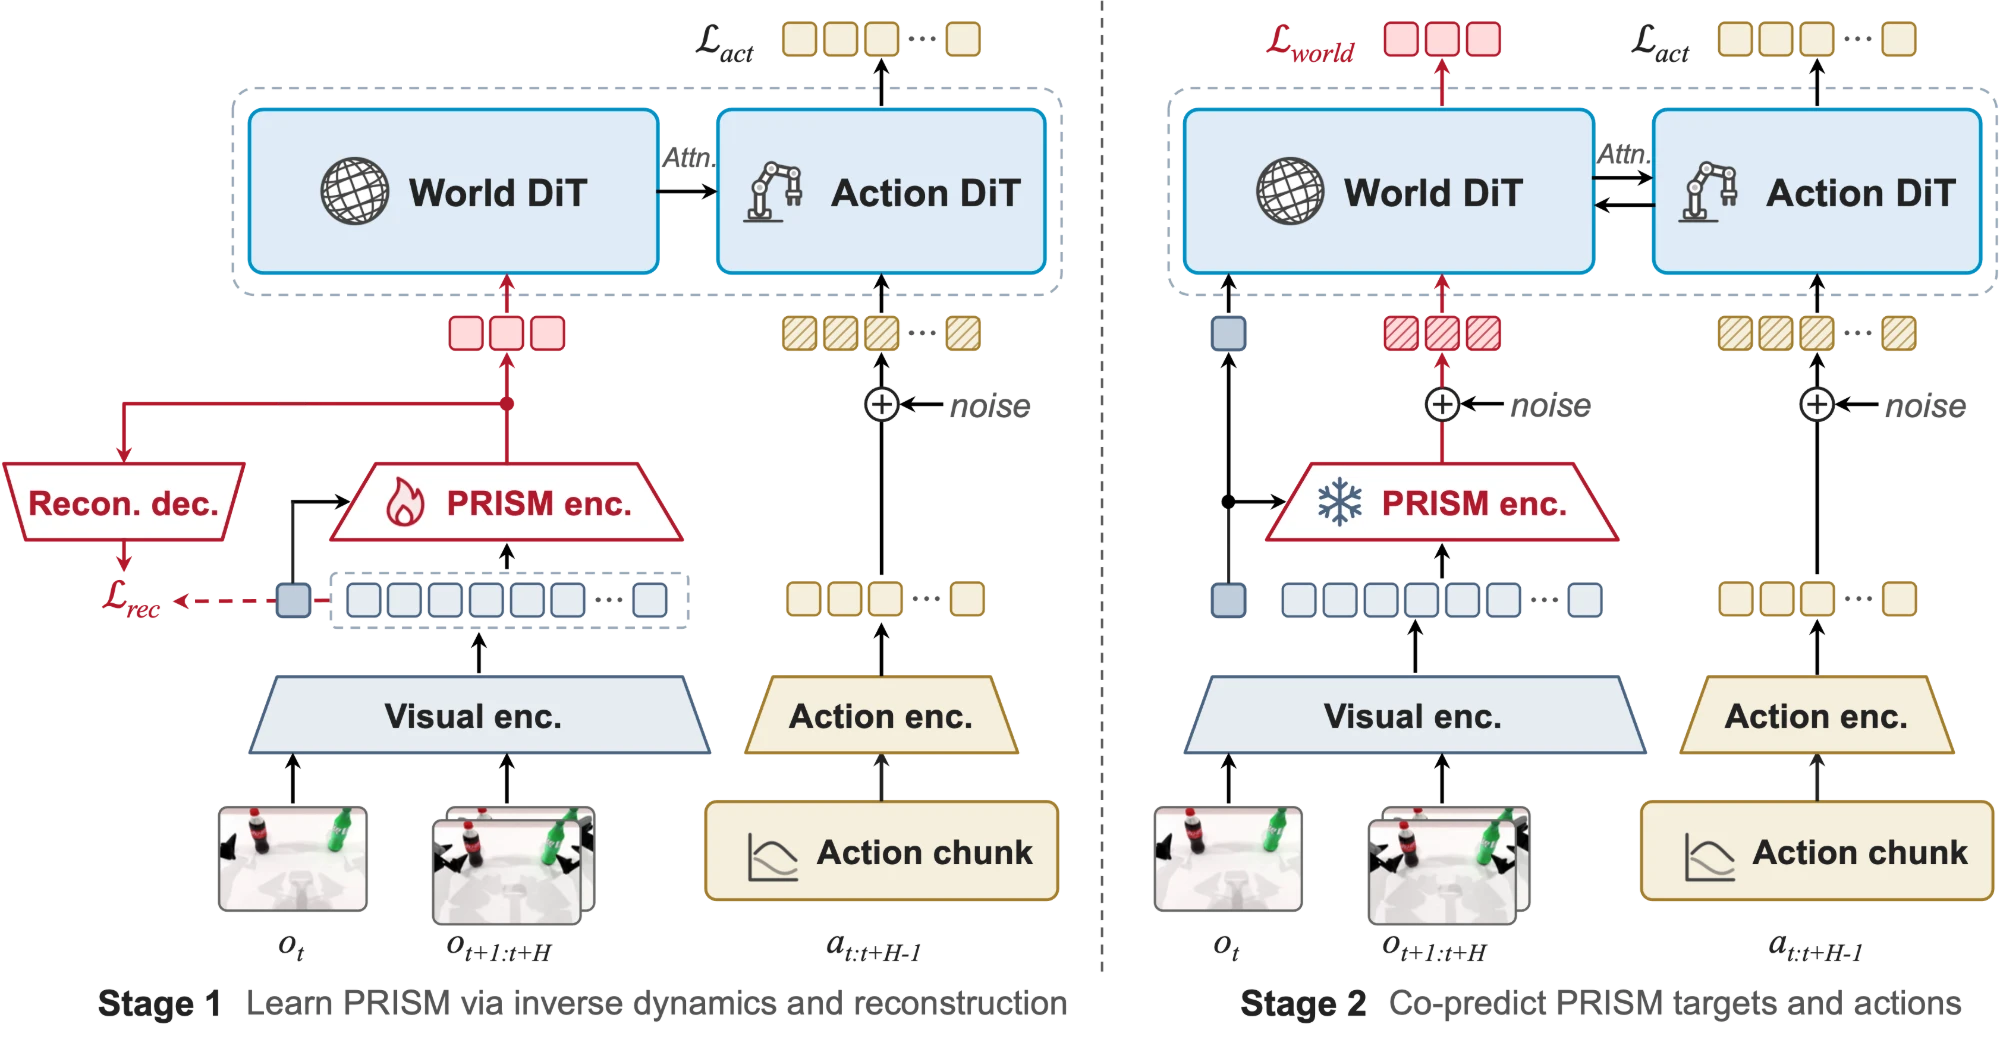 ℒact
Attn.
World DiT
Action DiT
noise
Recon. dec.
PRISM enc.
ℒrec
Visual enc.
Action enc.
Action chunk
ot
ot+1:t+H
at:t+H-1
Stage 1 Learn PRISM via inverse dynamics and reconstruction
ℒworld
ℒact
Attn.
World DiT
Action DiT
noise
noise
PRISM enc.
Visual enc.
Action enc.
Action chunk
ot
ot+1:t+H
at:t+H-1
Stage 2 Co-predict PRISM targets and actions